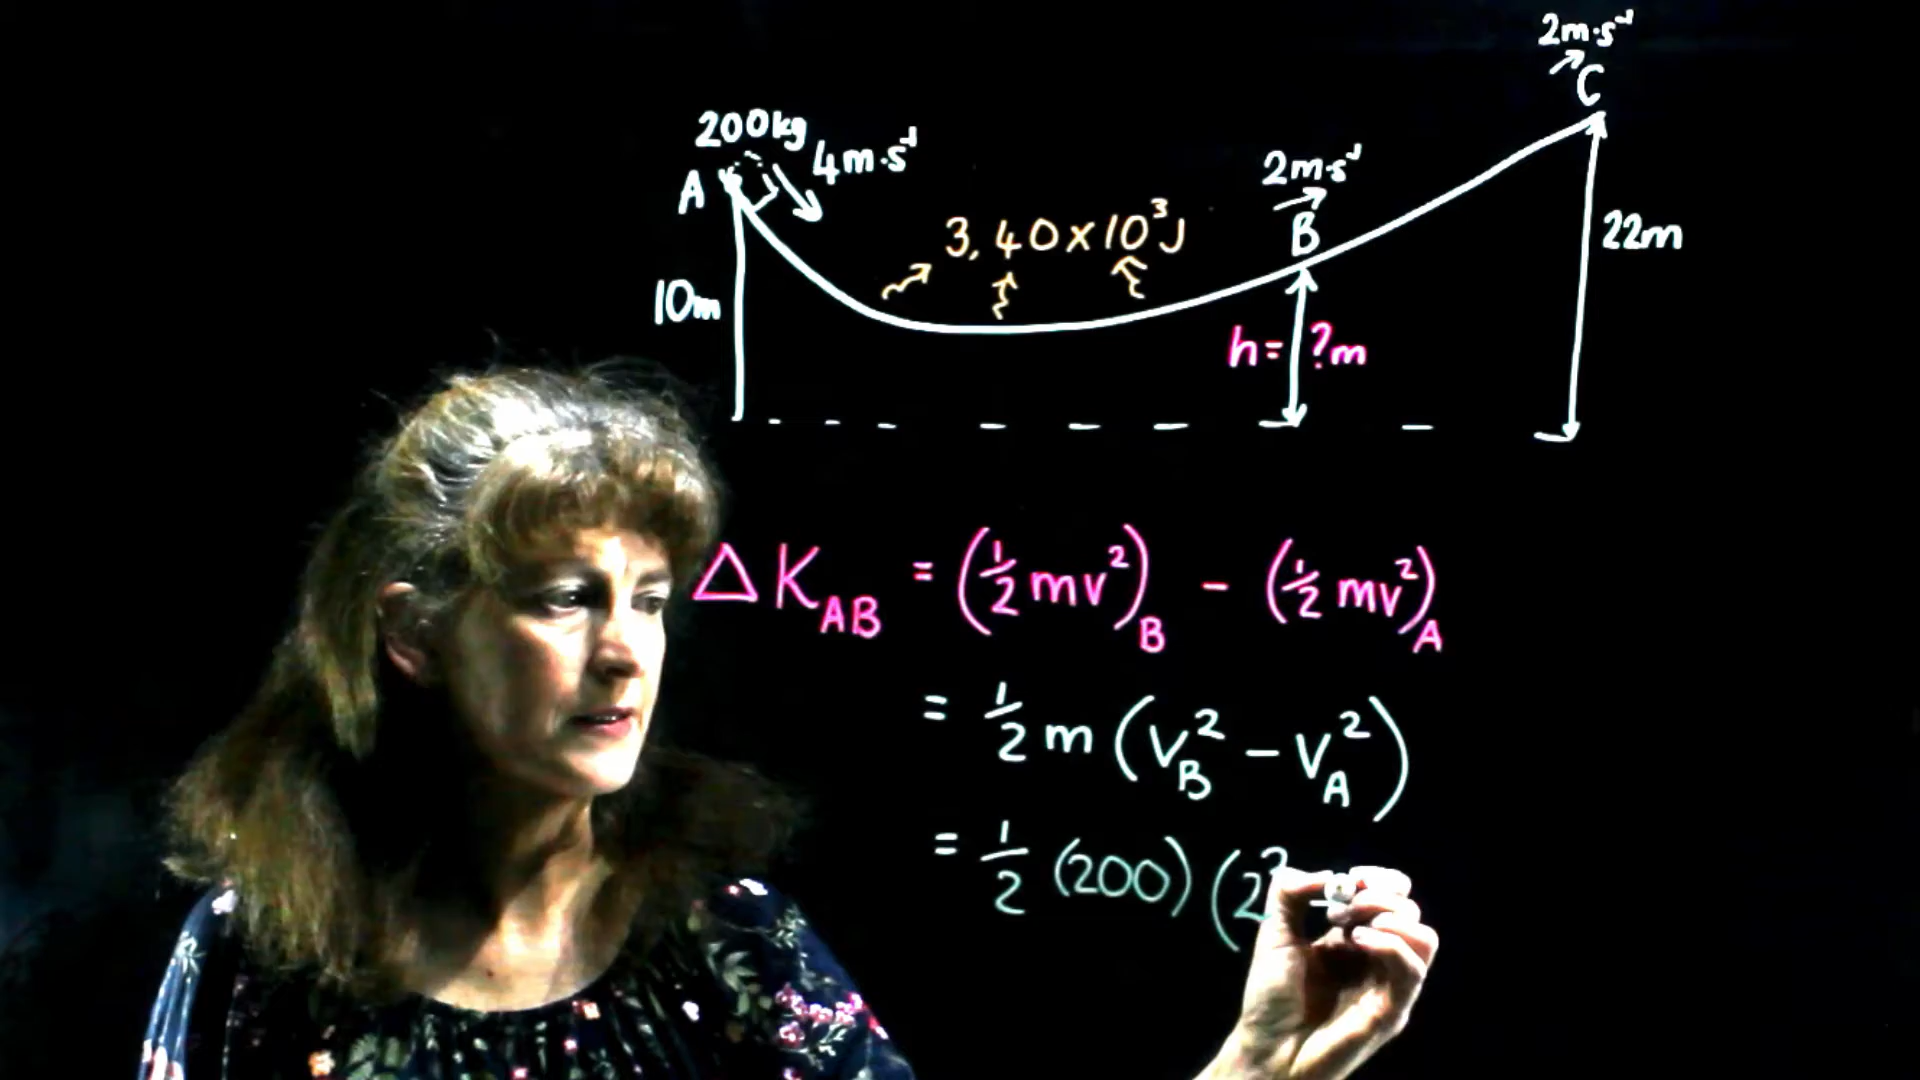 2m·s⁻¹
C
200kg
4m·s⁻¹
A
2m·s⁻¹
B
3,40 x 10³J
22m
10m
h= ?m
ΔK_AB = (½mv²)_B - (½mv²)_A
= ½m(v_B² - v_A²)
= ½(200)(2² -